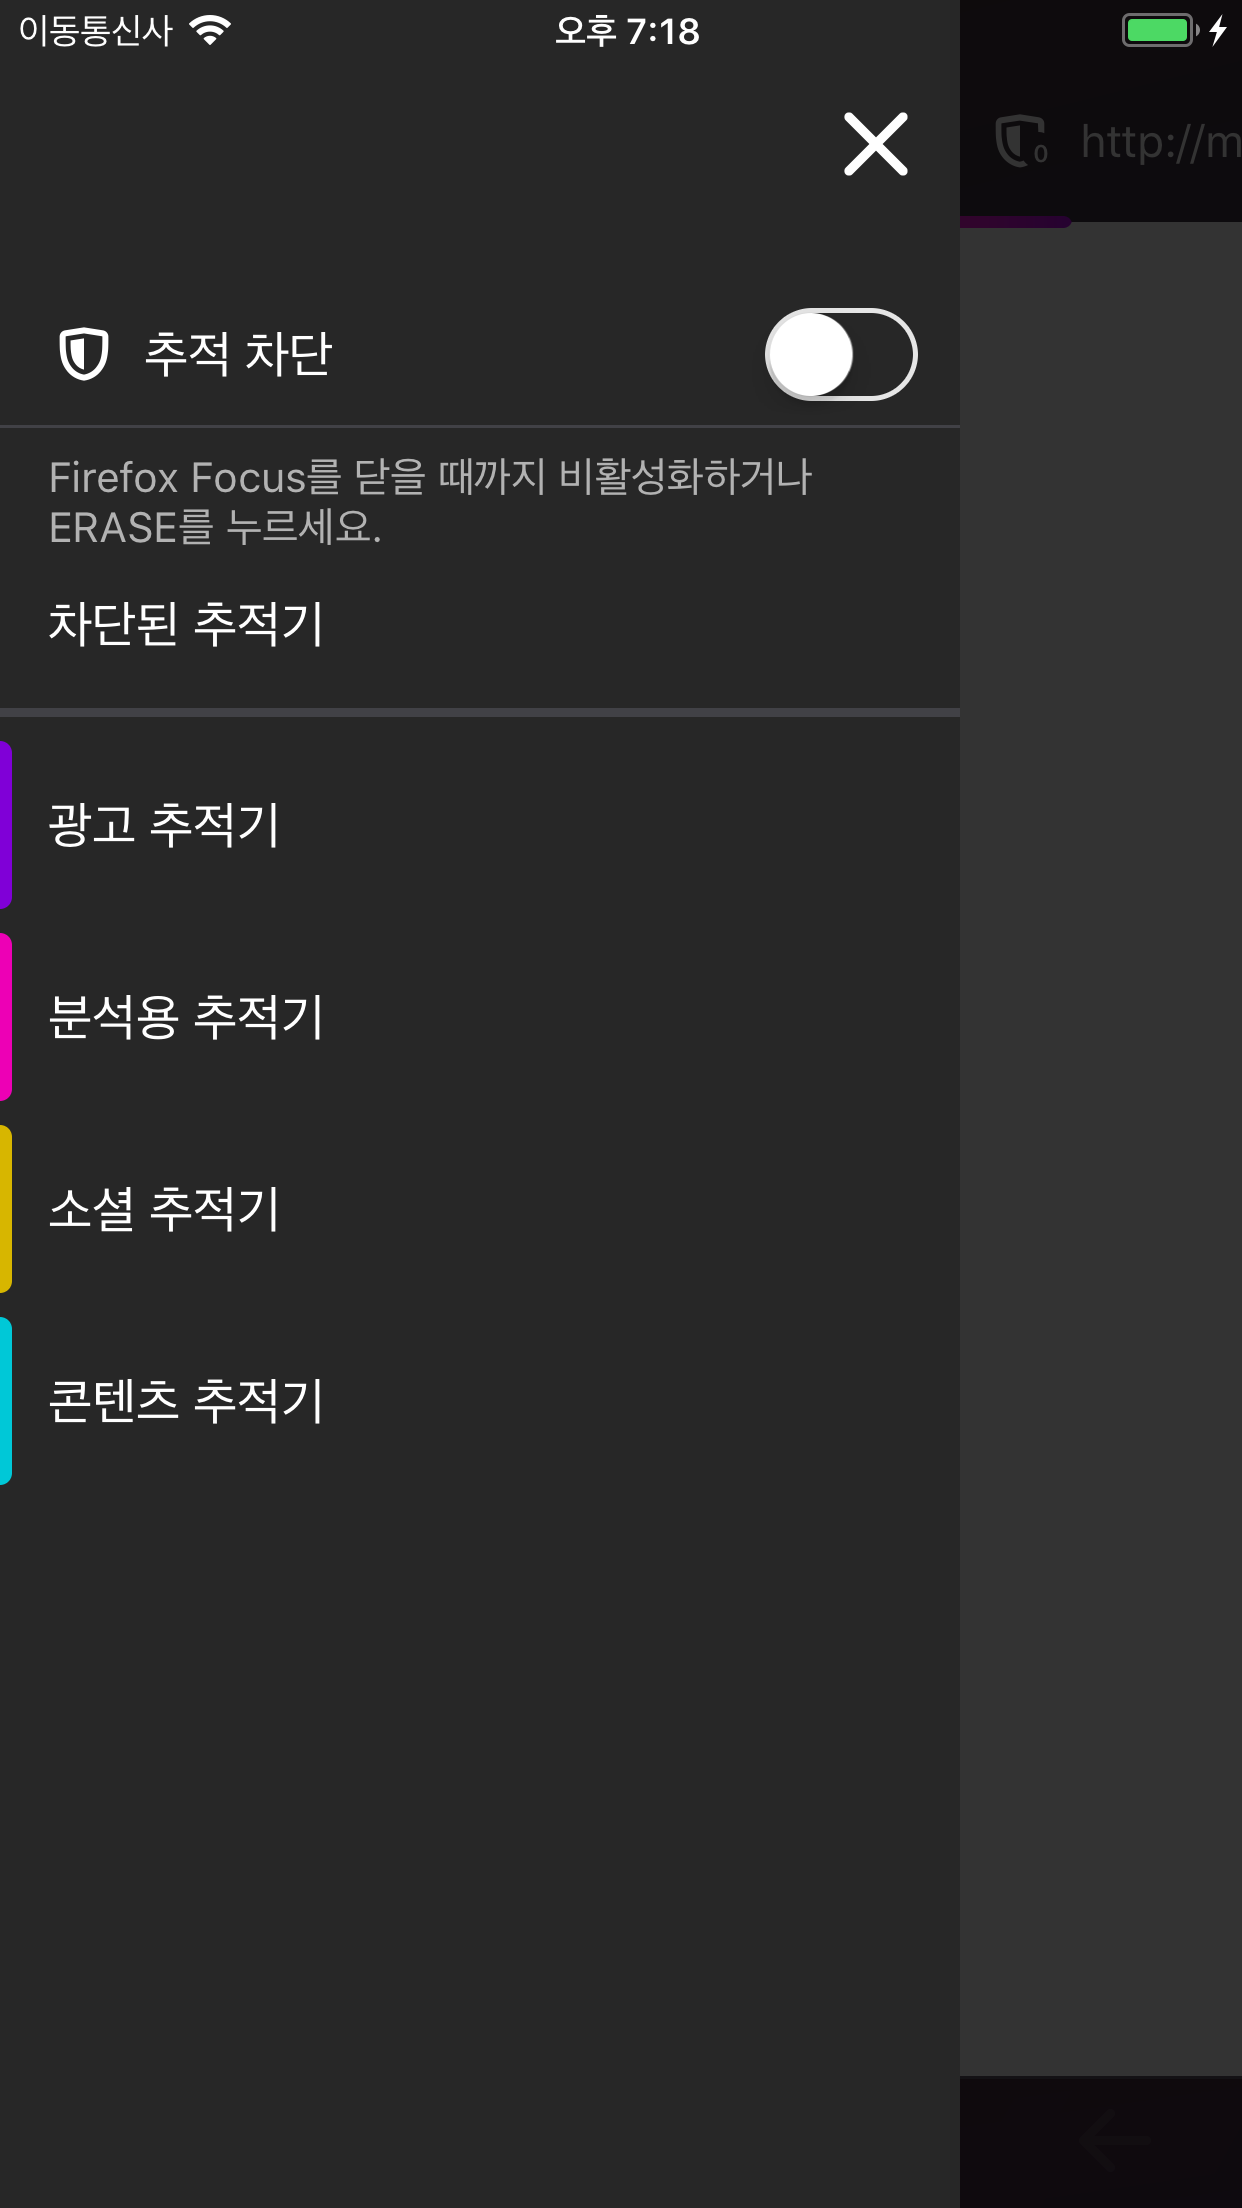 이동통신사
오후 7:18
0
http://m
추적 차단
Firefox Focus를 닫을 때까지 비활성화하거나
ERASE를 누르세요.
차단된 추적기
광고 추적기
분석용 추적기
소셜 추적기
콘텐츠 추적기